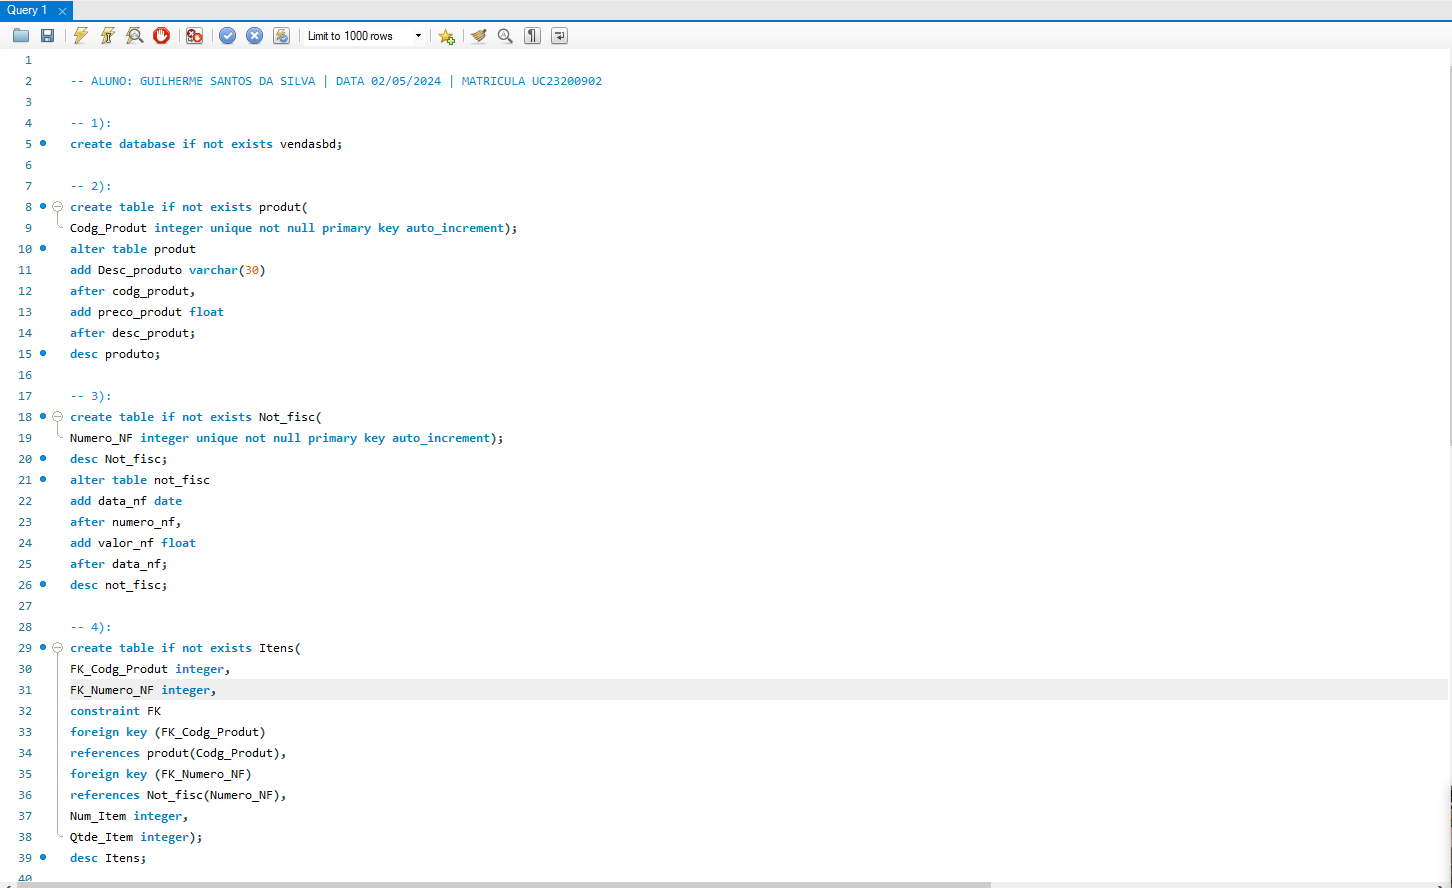 Query 1
Limit to 1000 rows
1
2 -- ALUNO: GUILHERME SANTOS DA SILVA | DATA 02/05/2024 | MATRICULA UC23200902
3
4 -- 1):
5 create database if not exists vendasbd;
6
7 -- 2):
8 create table if not exists produt(
9 Codg_Produt integer unique not null primary key auto_increment);
10 alter table produt
11 add Desc_produto varchar(30)
12 after codg_produt,
13 add preco_produt float
14 after desc_produt;
15 desc produto;
16
17 -- 3):
18 create table if not exists Not_fisc(
19 Numero_NF integer unique not null primary key auto_increment);
20 desc Not_fisc;
21 alter table not_fisc
22 add data_nf date
23 after numero_nf,
24 add valor_nf float
25 after data_nf;
26 desc not_fisc;
27
28 -- 4):
29 create table if not exists Itens(
30 FK_Codg_Produt integer,
31 FK_Numero_NF integer,
32 constraint FK
33 foreign key (FK_Codg_Produt)
34 references produt(Codg_Produt),
35 foreign key (FK_Numero_NF)
36 references Not_fisc(Numero_NF),
37 Num_Item integer,
38 Qtde_Item integer);
39 desc Itens;
40